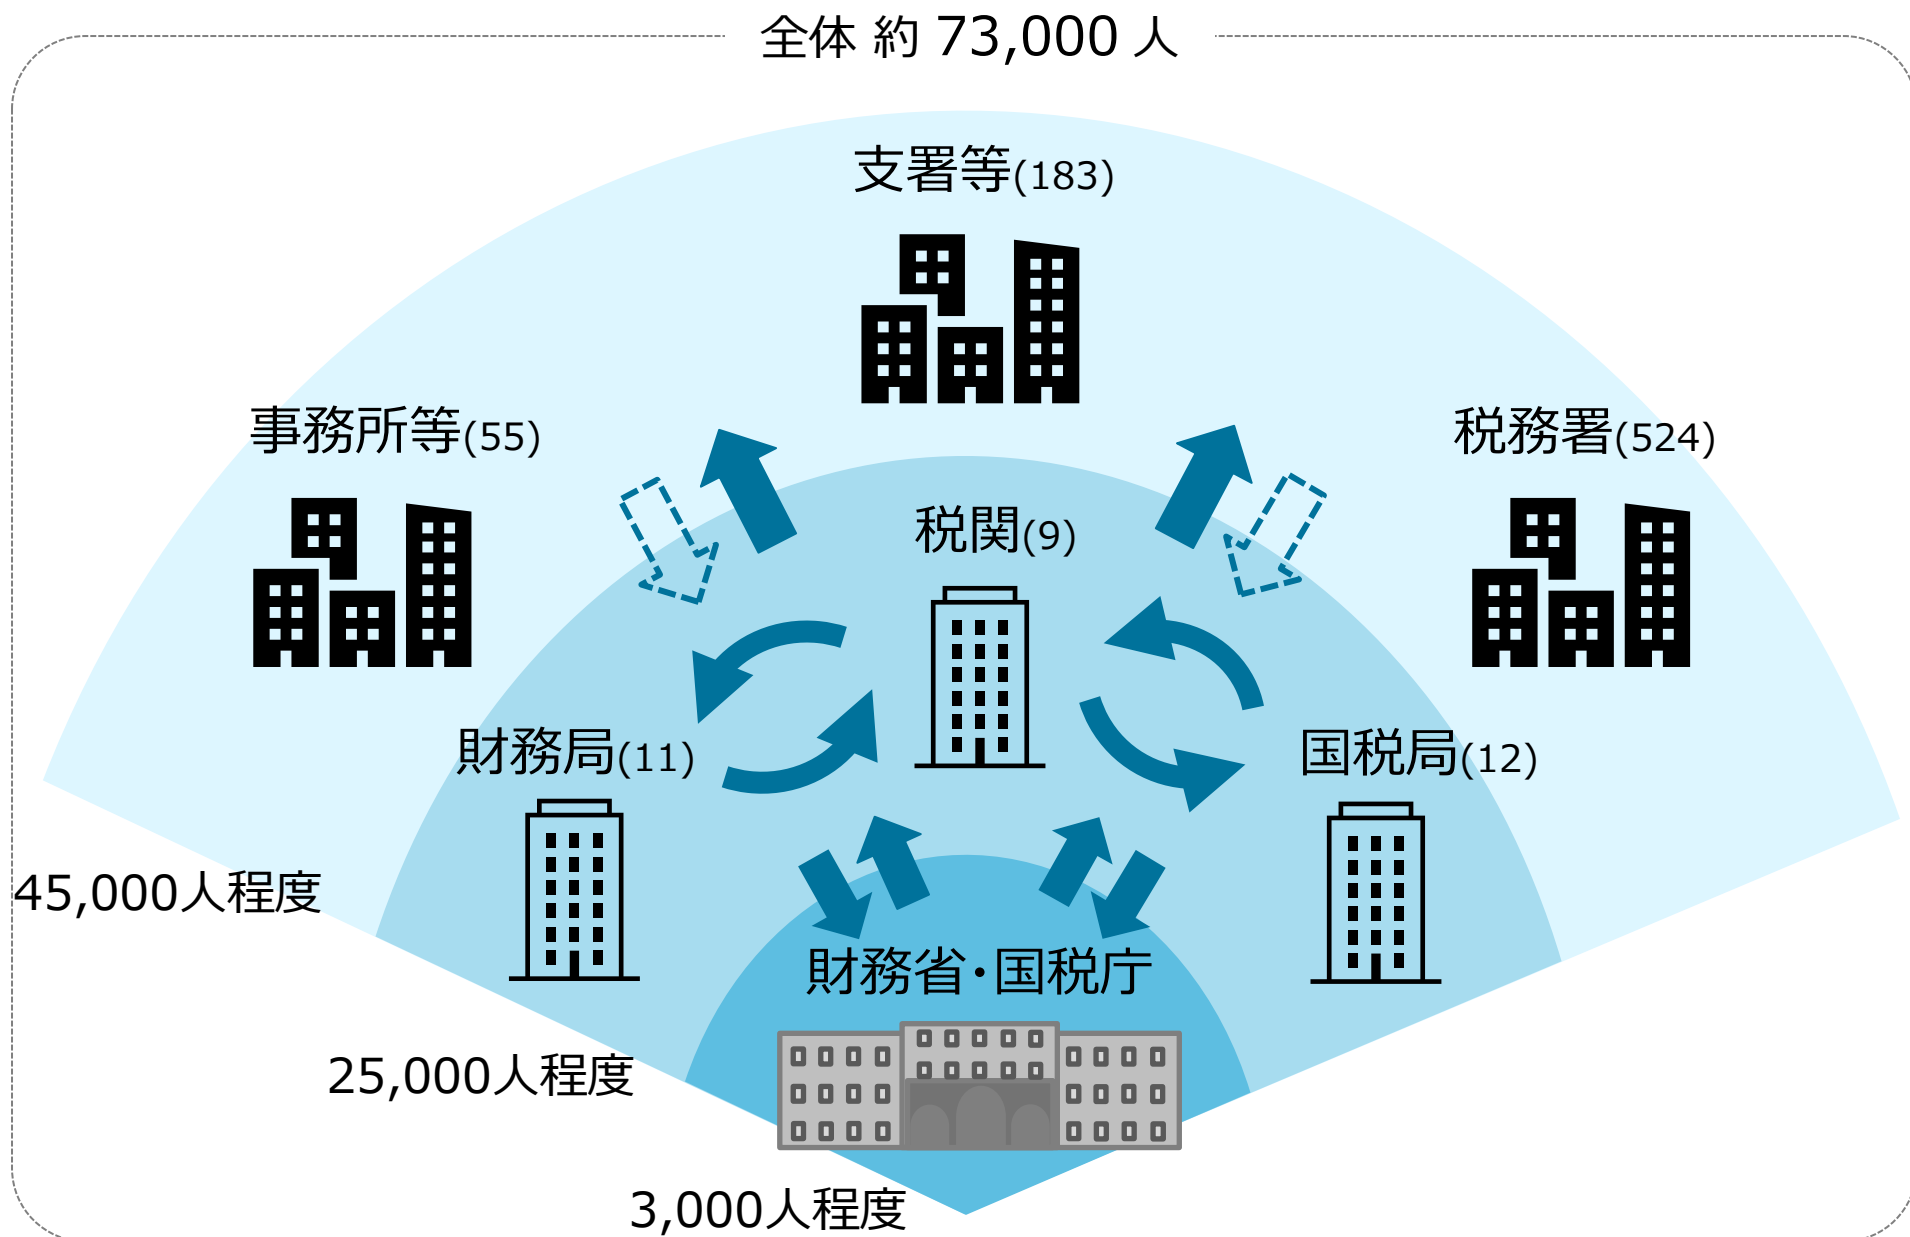 全体 約 73,000 人
支署等(183)
事務所等(55)
税務署(524)
税関(9)
財務局(11)
国税局(12)
45,000人程度
財務省・国税庁
25,000人程度
3,000人程度